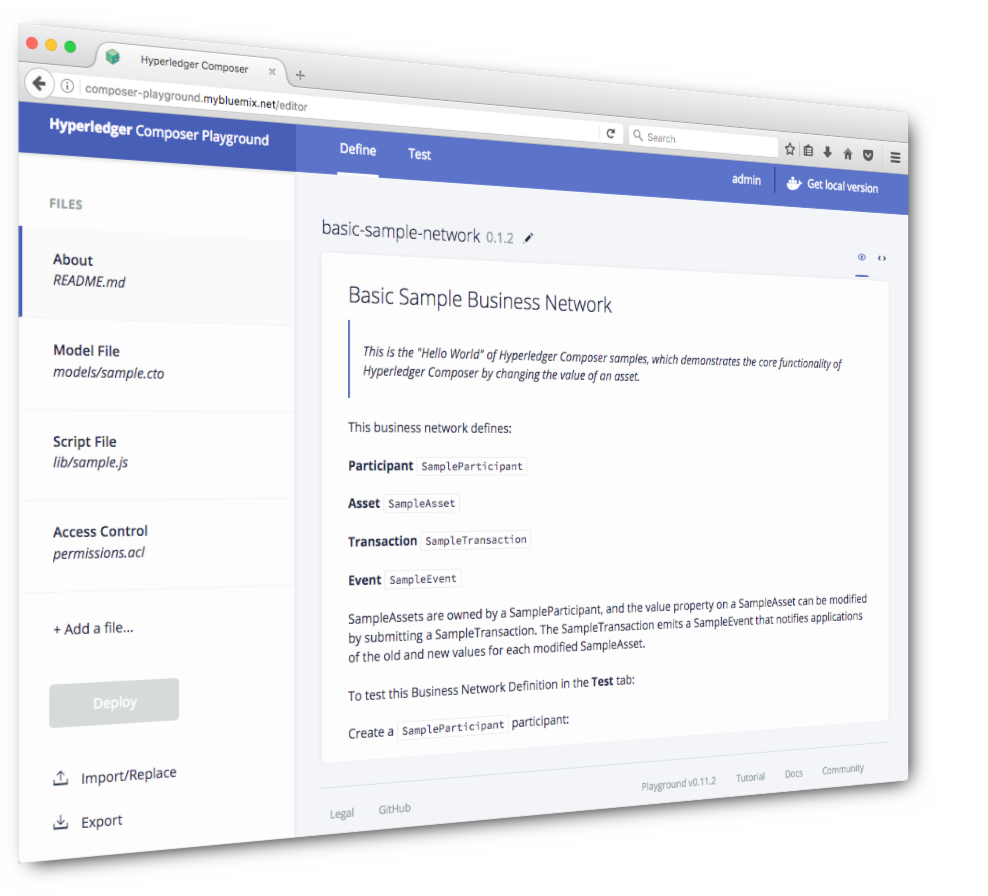 Hyperledger Composer
composer-playground.mybluemix.net/editor
Search
Hyperledger Composer Playground
Define
Test
admin
Get local version
FILES
About
README.md
Model File
models/sample.cto
Script File
lib/sample.js
Access Control
permissions.acl
+ Add a file...
Deploy
Import/Replace
Export
basic-sample-network 0.1.2
Basic Sample Business Network
This is the "Hello World" of Hyperledger Composer samples, which demonstrates the core functionality of
Hyperledger Composer by changing the value of an asset.
This business network defines:
Participant SampleParticipant
Asset SampleAsset
Transaction SampleTransaction
Event SampleEvent
SampleAssets are owned by a SampleParticipant, and the value property on a SampleAsset can be modified
by submitting a SampleTransaction. The SampleTransaction emits a SampleEvent that notifies applications
of the old and new values for each modified SampleAsset.
To test this Business Network Definition in the Test tab:
Create a SampleParticipant participant:
Legal
GitHub
Playground v0.11.2
Tutorial
Docs
Community